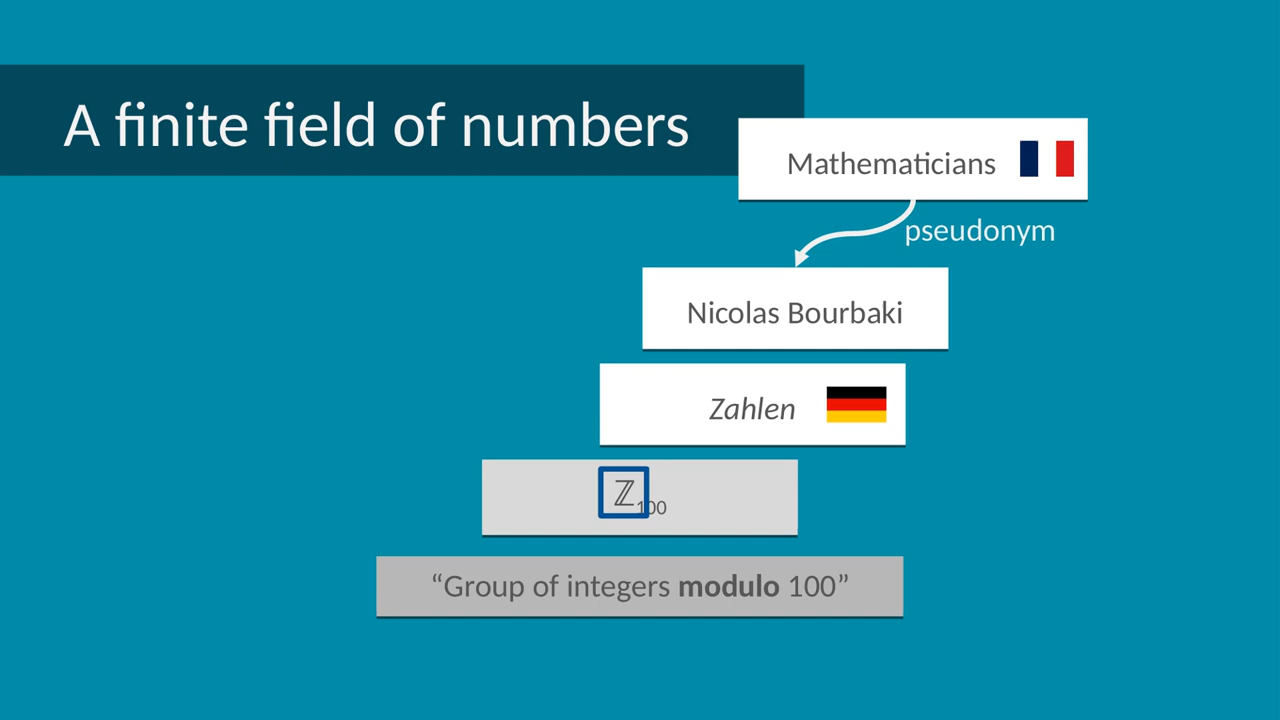 A finite field of numbers
Mathematicians
pseudonym
Nicolas Bourbaki
Zahlen
ℤ₁₀₀
“Group of integers modulo 100”